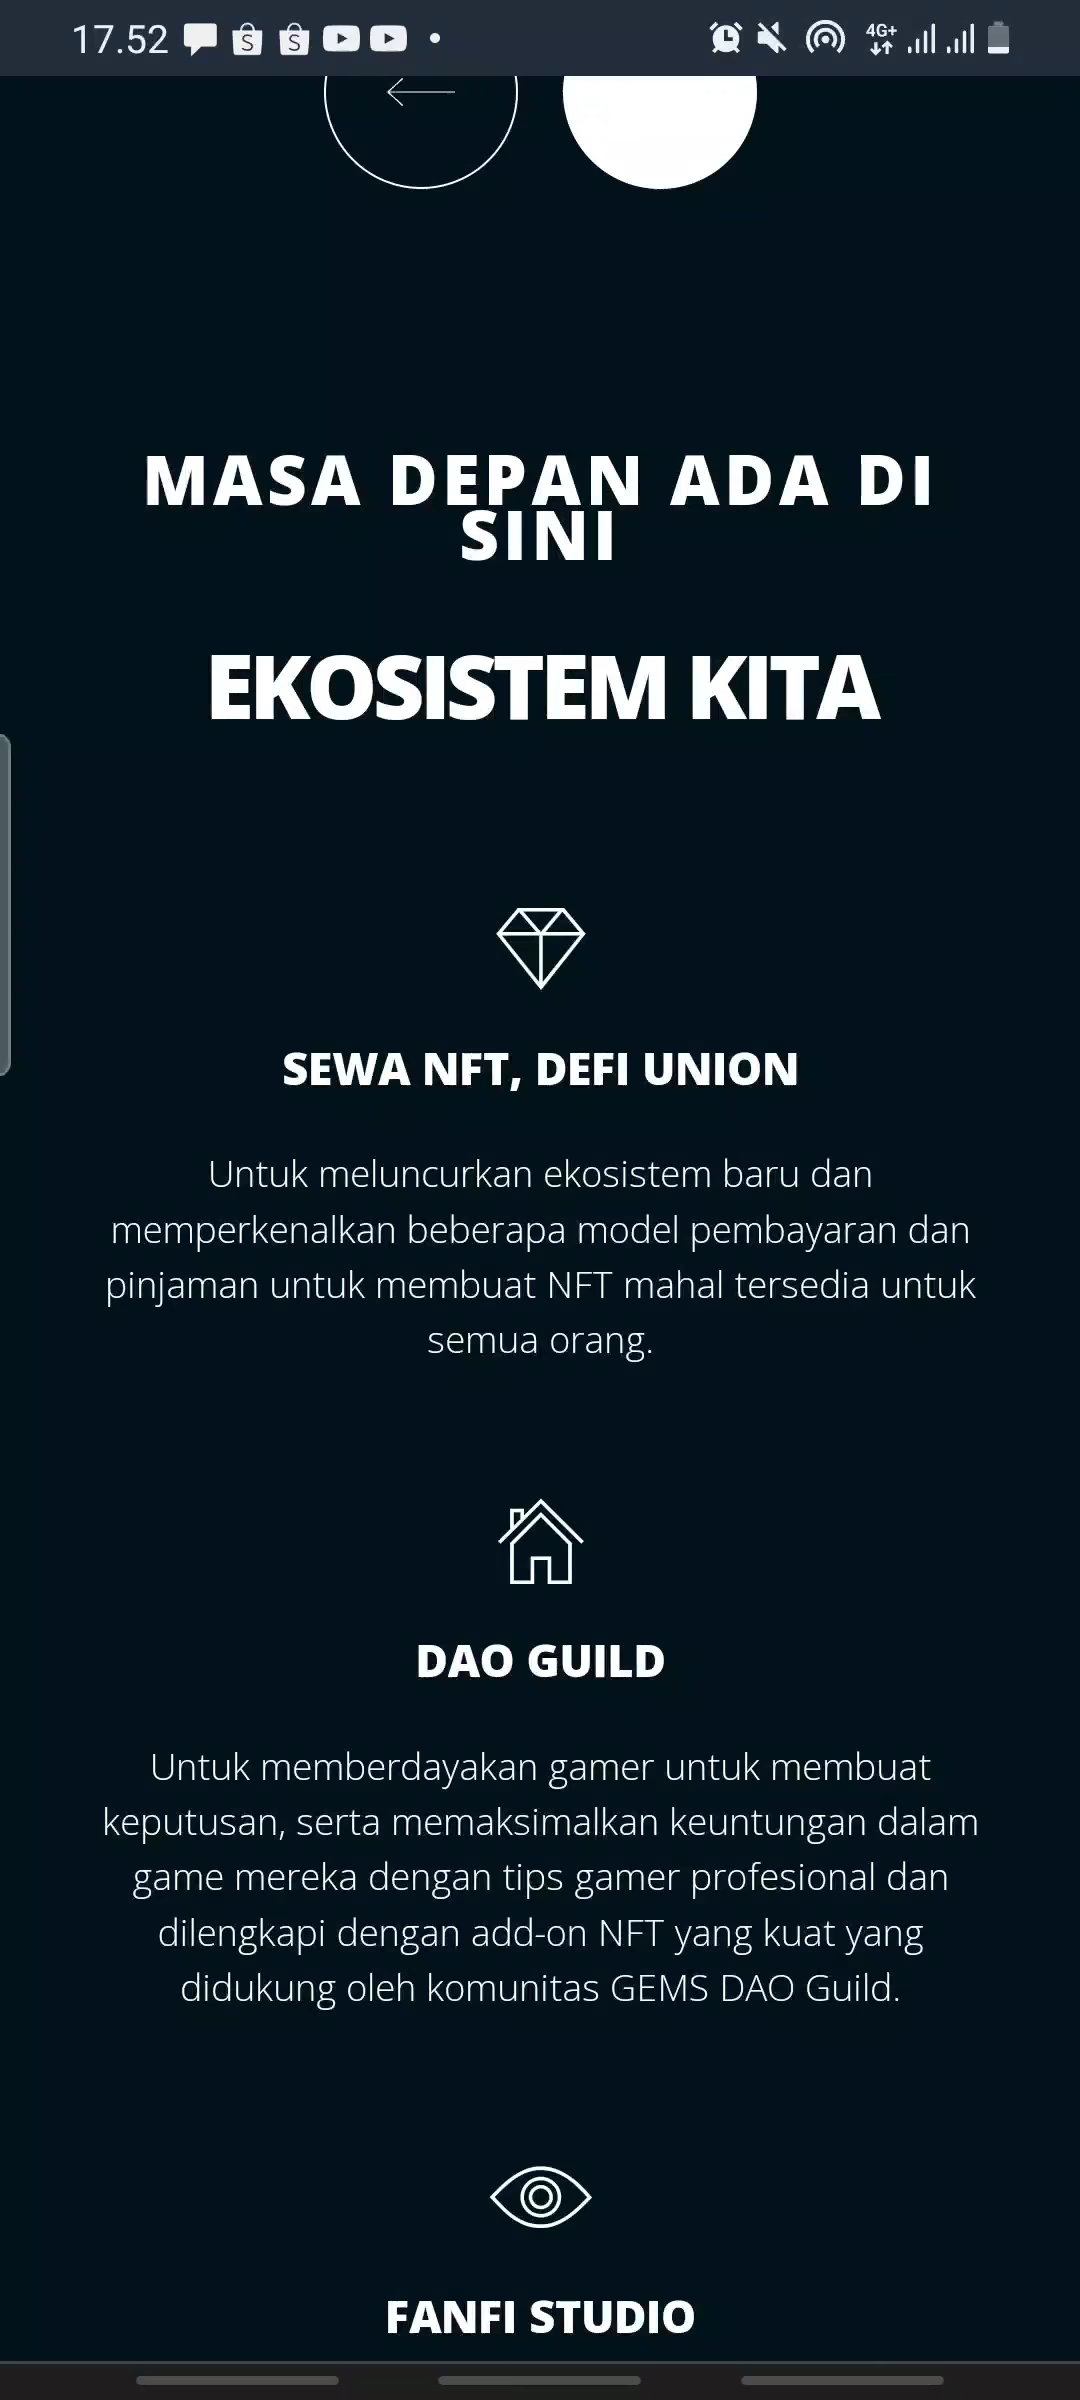 17.52
4G+
MASA DEPAN ADA DI
SINI
EKOSISTEM KITA
SEWA NFT, DEFI UNION
Untuk meluncurkan ekosistem baru dan
memperkenalkan beberapa model pembayaran dan
pinjaman untuk membuat NFT mahal tersedia untuk
semua orang.
DAO GUILD
Untuk memberdayakan gamer untuk membuat
keputusan, serta memaksimalkan keuntungan dalam
game mereka dengan tips gamer profesional dan
dilengkapi dengan add-on NFT yang kuat yang
didukung oleh komunitas GEMS DAO Guild.
FANFI STUDIO